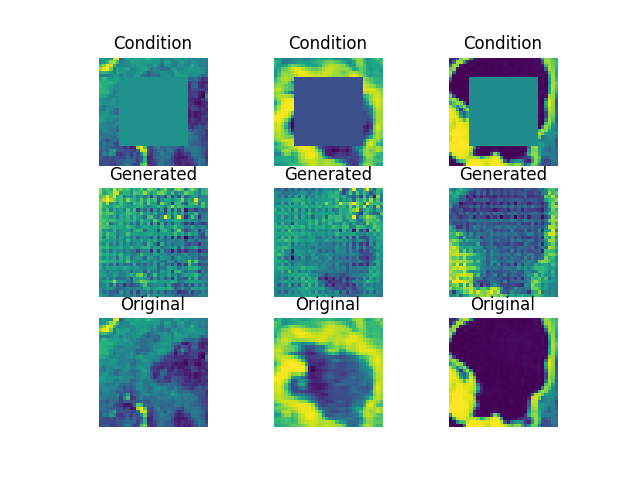 Condition Condition Condition
Generated Generated Generated
Original Original Original